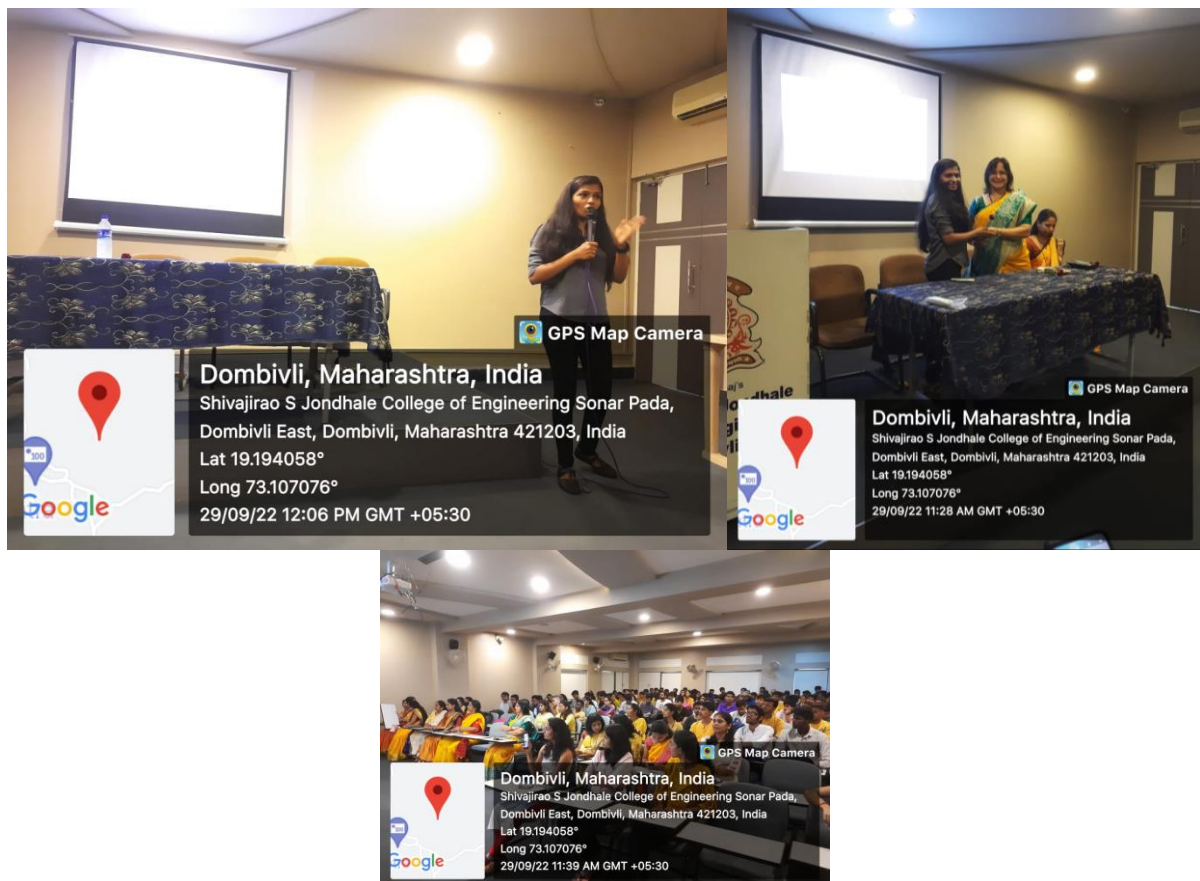 GPS Map Camera
Dombivli, Maharashtra, India
Shivajirao S Jondhale College of Engineering Sonar Pada,
Dombivli East, Dombivli, Maharashtra 421203, India
Lat 19.194058°
Long 73.107076°
29/09/22 12:06 PM GMT +05:30
Google
GPS Map Camera
Dombivli, Maharashtra, India
Shivajirao S Jondhale College of Engineering Sonar Pada,
Dombivli East, Dombivli, Maharashtra 421203, India
Lat 19.194058°
Long 73.107076°
29/09/22 11:28 AM GMT +05:30
Google
GPS Map Camera
Dombivli, Maharashtra, India
Shivajirao S Jondhale College of Engineering Sonar Pada,
Dombivli East, Dombivli, Maharashtra 421203, India
Lat 19.194058°
Long 73.107076°
29/09/22 11:39 AM GMT +05:30
Google